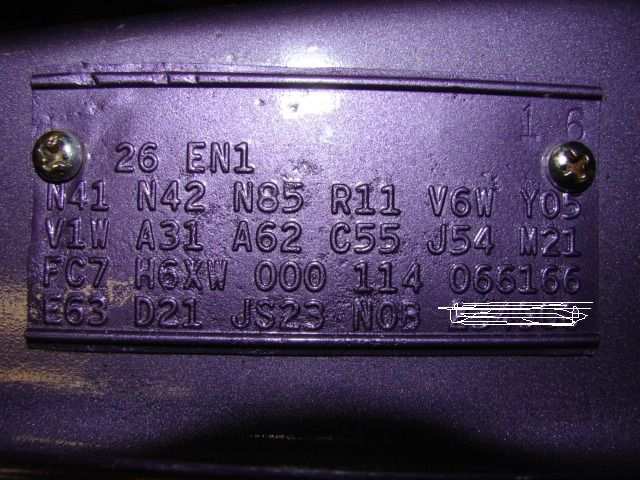 1 6
26 EN1
N41 N42 N85 R11 V6W Y05
V1W A31 A62 C55 J54 M21
FC7 H6XW 000 114 066166
E63 D21 JS23 N0B